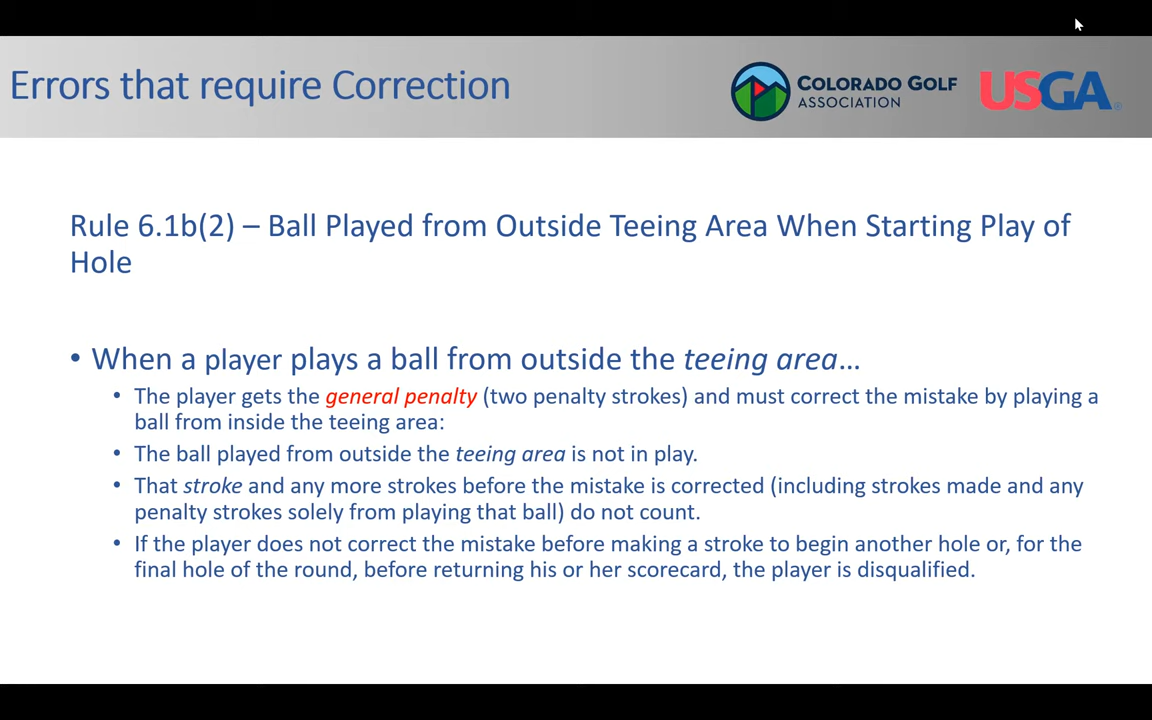 Errors that require Correction
COLORADO GOLF
ASSOCIATION
USGA®
Rule 6.1b(2) – Ball Played from Outside Teeing Area When Starting Play of
Hole
• When a player plays a ball from outside the teeing area…
• The player gets the general penalty (two penalty strokes) and must correct the mistake by playing a
ball from inside the teeing area:
• The ball played from outside the teeing area is not in play.
• That stroke and any more strokes before the mistake is corrected (including strokes made and any
penalty strokes solely from playing that ball) do not count.
• If the player does not correct the mistake before making a stroke to begin another hole or, for the
final hole of the round, before returning his or her scorecard, the player is disqualified.